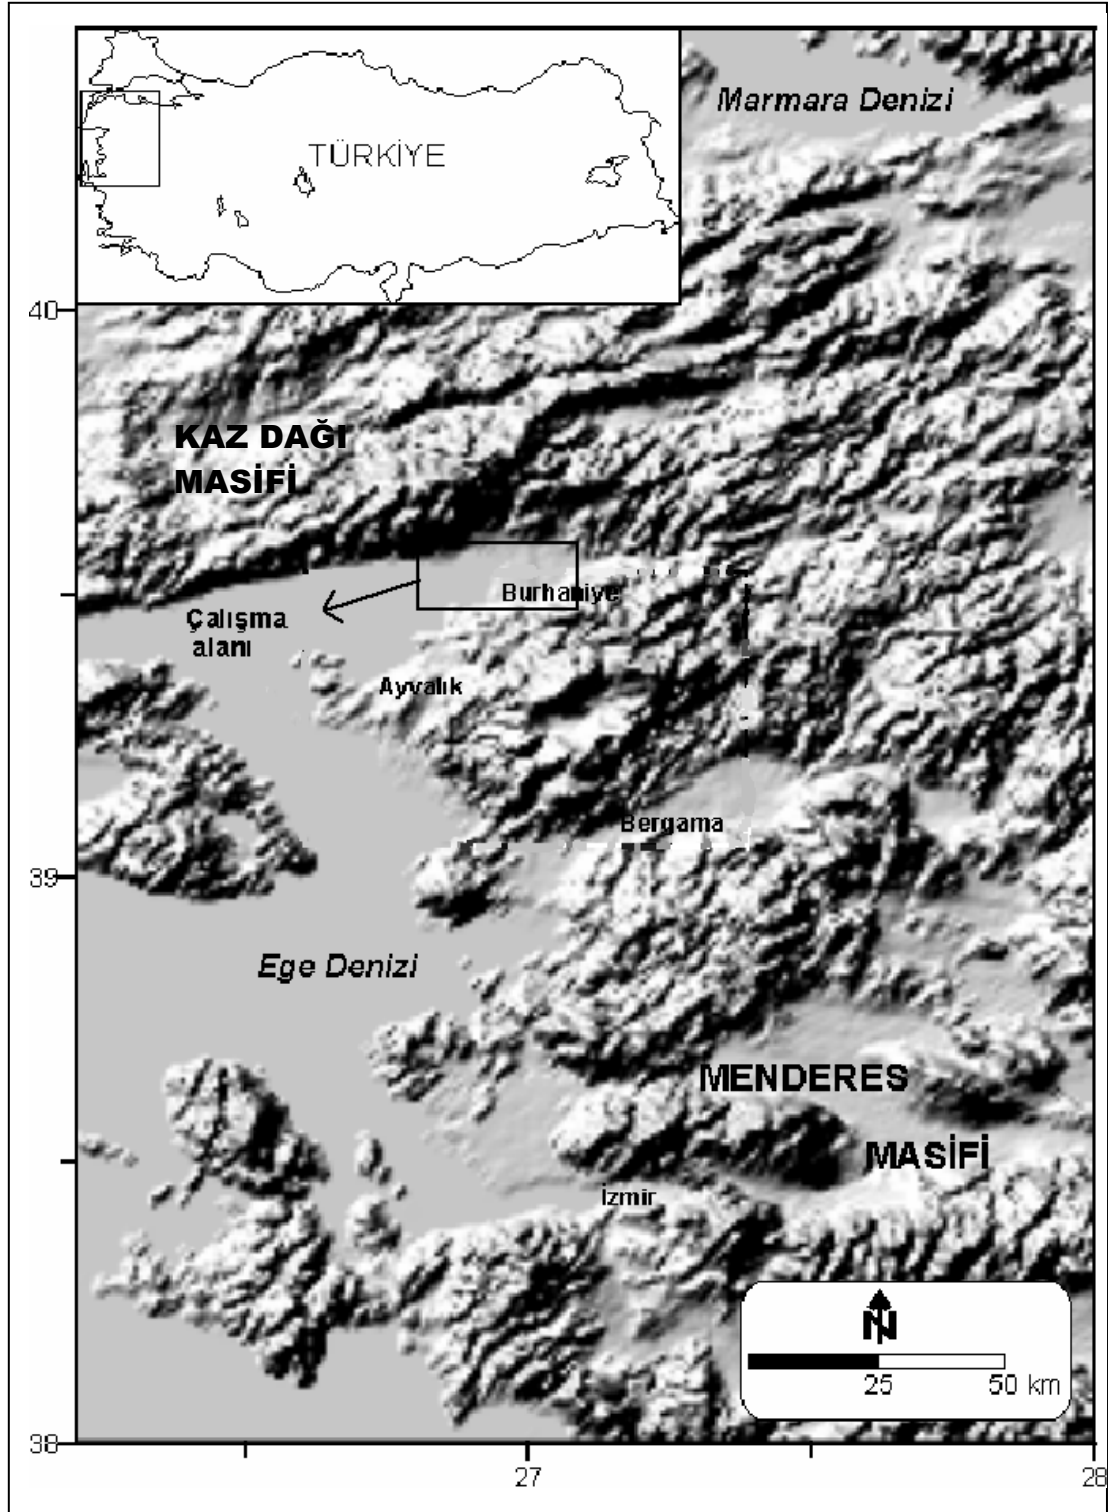 TÜRKİYE
Marmara Denizi
40
KAZ DAĞI
MASİFİ
Burhaniye
Çalışma
alanı
Ayvalık
Bergama
39
Ege Denizi
MENDERES
MASİFİ
İzmir
N
25
50 km
38
27
28